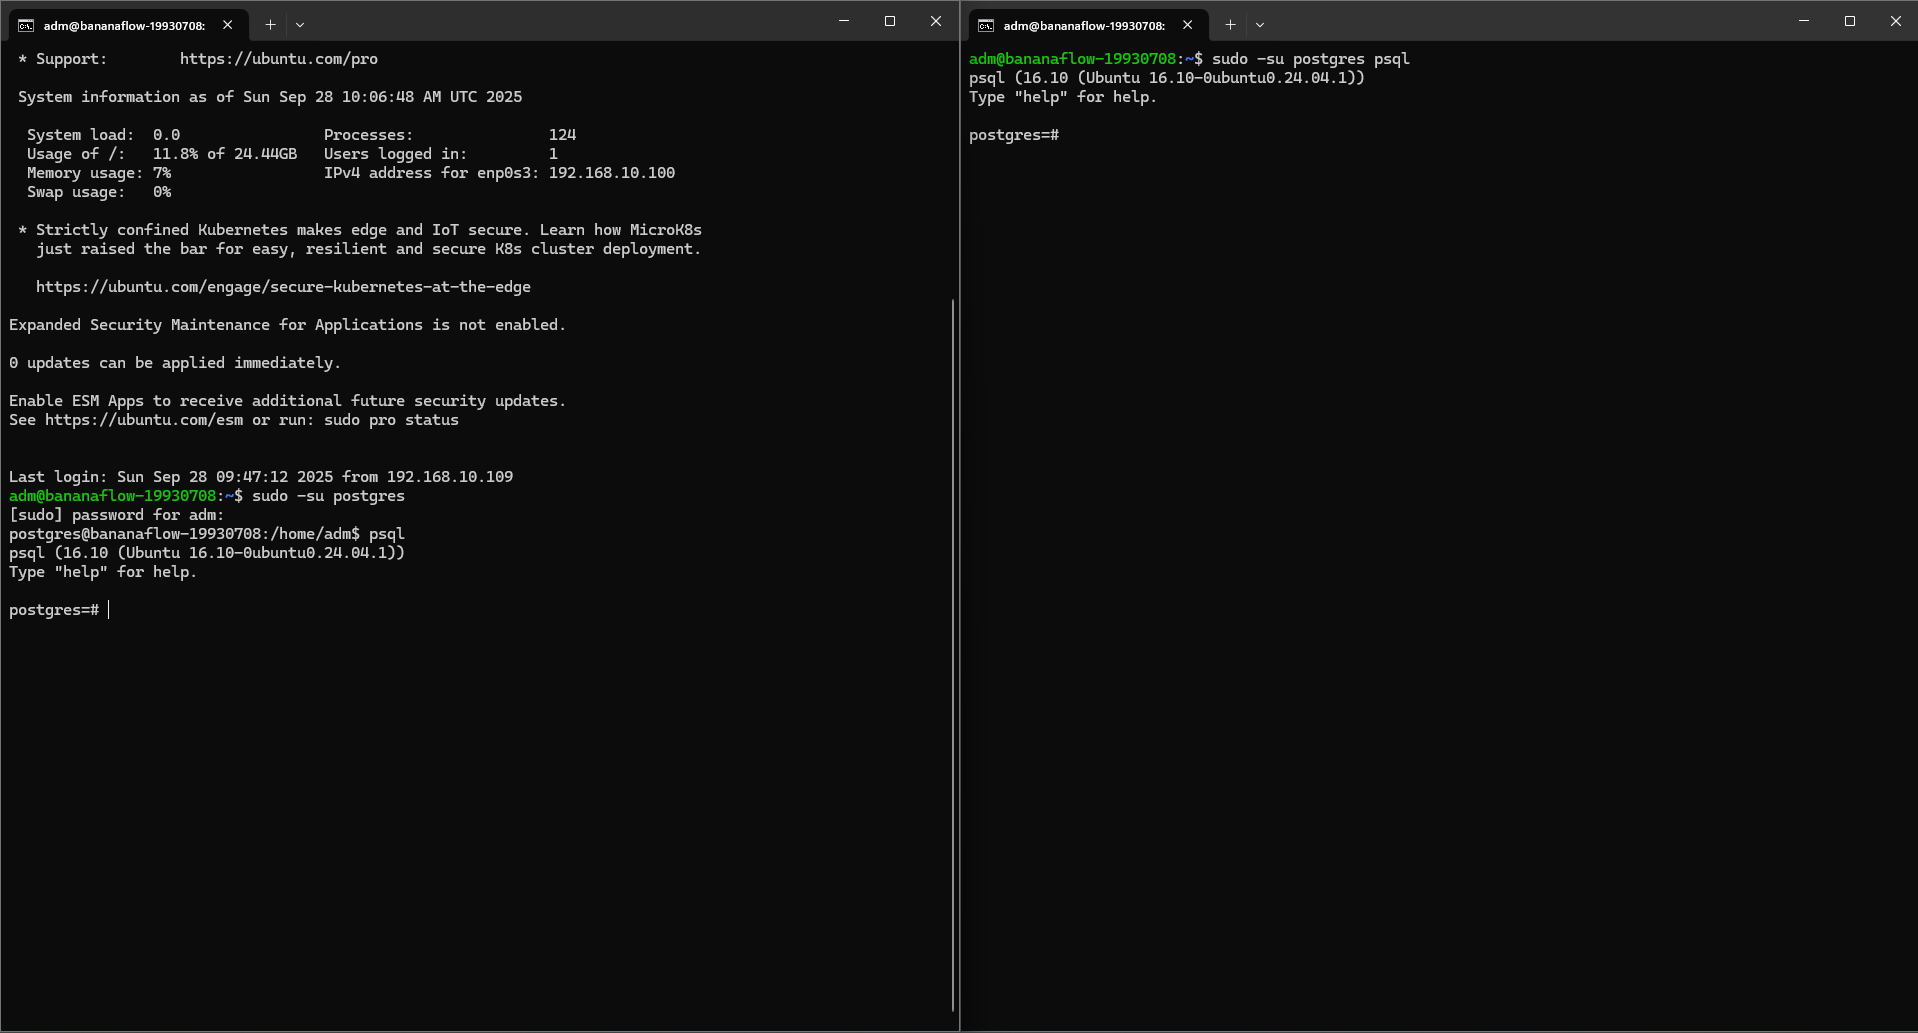 adm@bananaflow-19930708:
* Support:        https://ubuntu.com/pro
System information as of Sun Sep 28 10:06:48 AM UTC 2025
System load:  0.0                Processes:               124
Usage of /:   11.8% of 24.44GB   Users logged in:         1
Memory usage: 7%                 IPv4 address for enp0s3: 192.168.10.100
Swap usage:   0%
* Strictly confined Kubernetes makes edge and IoT secure. Learn how MicroK8s
just raised the bar for easy, resilient and secure K8s cluster deployment.
https://ubuntu.com/engage/secure-kubernetes-at-the-edge
Expanded Security Maintenance for Applications is not enabled.
0 updates can be applied immediately.
Enable ESM Apps to receive additional future security updates.
See https://ubuntu.com/esm or run: sudo pro status
Last login: Sun Sep 28 09:47:12 2025 from 192.168.10.109
adm@bananaflow-19930708:~$ sudo -su postgres
[sudo] password for adm:
postgres@bananaflow-19930708:/home/adm$ psql
psql (16.10 (Ubuntu 16.10-0ubuntu0.24.04.1))
Type "help" for help.
postgres=#
adm@bananaflow-19930708:
adm@bananaflow-19930708:~$ sudo -su postgres psql
psql (16.10 (Ubuntu 16.10-0ubuntu0.24.04.1))
Type "help" for help.
postgres=#